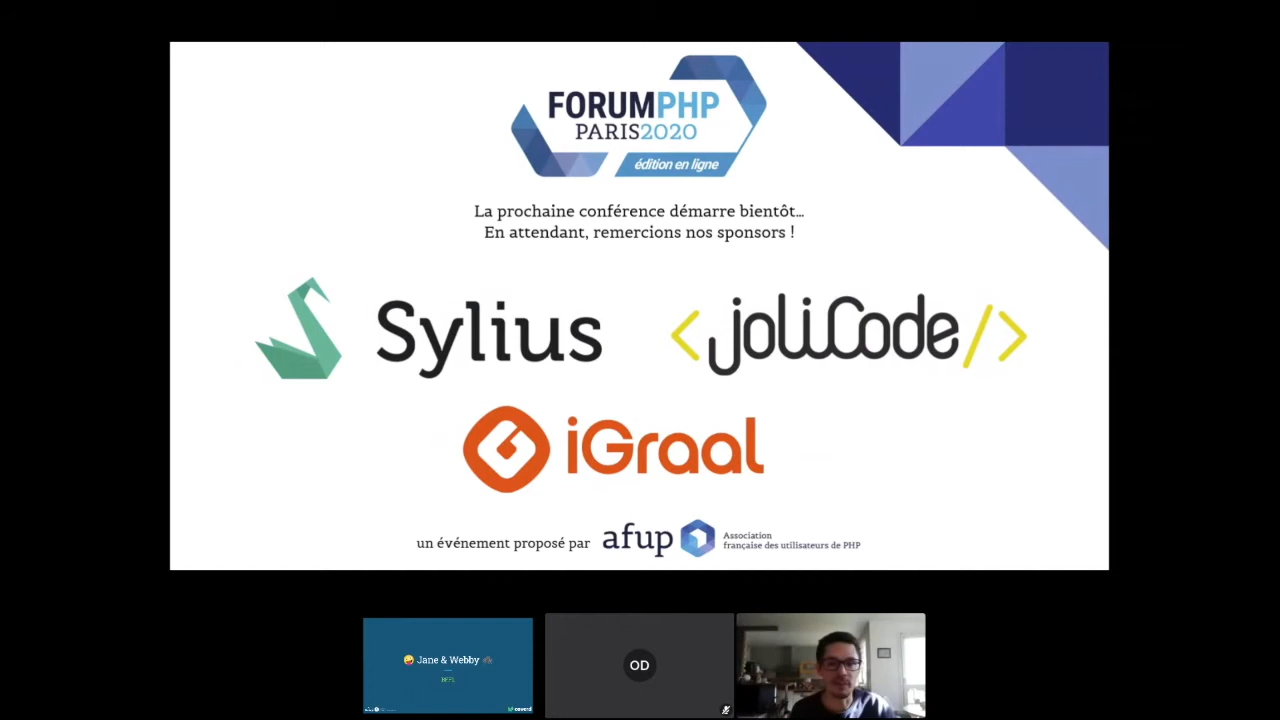 FORUMPHP
PARIS2020
édition en ligne
La prochaine conférence démarre bientôt...
En attendant, remercions nos sponsors !
Sylius
<joliCode/>
iGraal
un événement proposé par
afup
Association
française des utilisateurs de PHP
Jane & Webby
OD